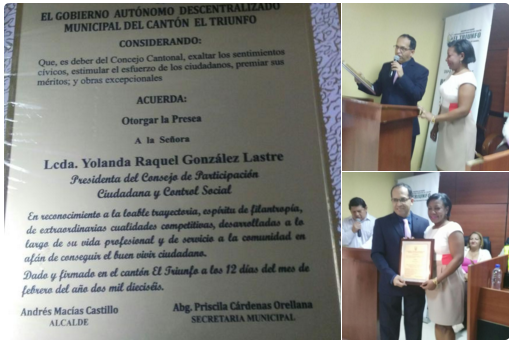 EL GOBIERNO AUTÓNOMO DESCENTRALIZADO
MUNICIPAL DEL CANTÓN EL TRIUNFO
CONSIDERANDO:
Que, es deber del Concejo Cantonal, exaltar los sentimientos
cívicos, estimular el esfuerzo de los ciudadanos, premiar sus
méritos; y obras excepcionales
ACUERDA:
Otorgar la Presea
A la Señora
Lcda. Yolanda Raquel González Lastre
Presidenta del Consejo de Participación
Ciudadana y Control Social
En reconocimiento a la loable trayectoria, espíritu de filantropía,
de extraordinarias cualidades competitivas, desarrolladas a lo
largo de su vida profesional y de servicio a la comunidad en
afán de conseguir el buen vivir ciudadano.
Dado y firmado en el cantón El Triunfo a los 12 días del mes de
febrero del año dos mil dieciséis.
Andrés Macías Castillo
ALCALDE
Abg. Priscila Cárdenas Orellana
SECRETARIA MUNICIPAL
EL TRIUNFO